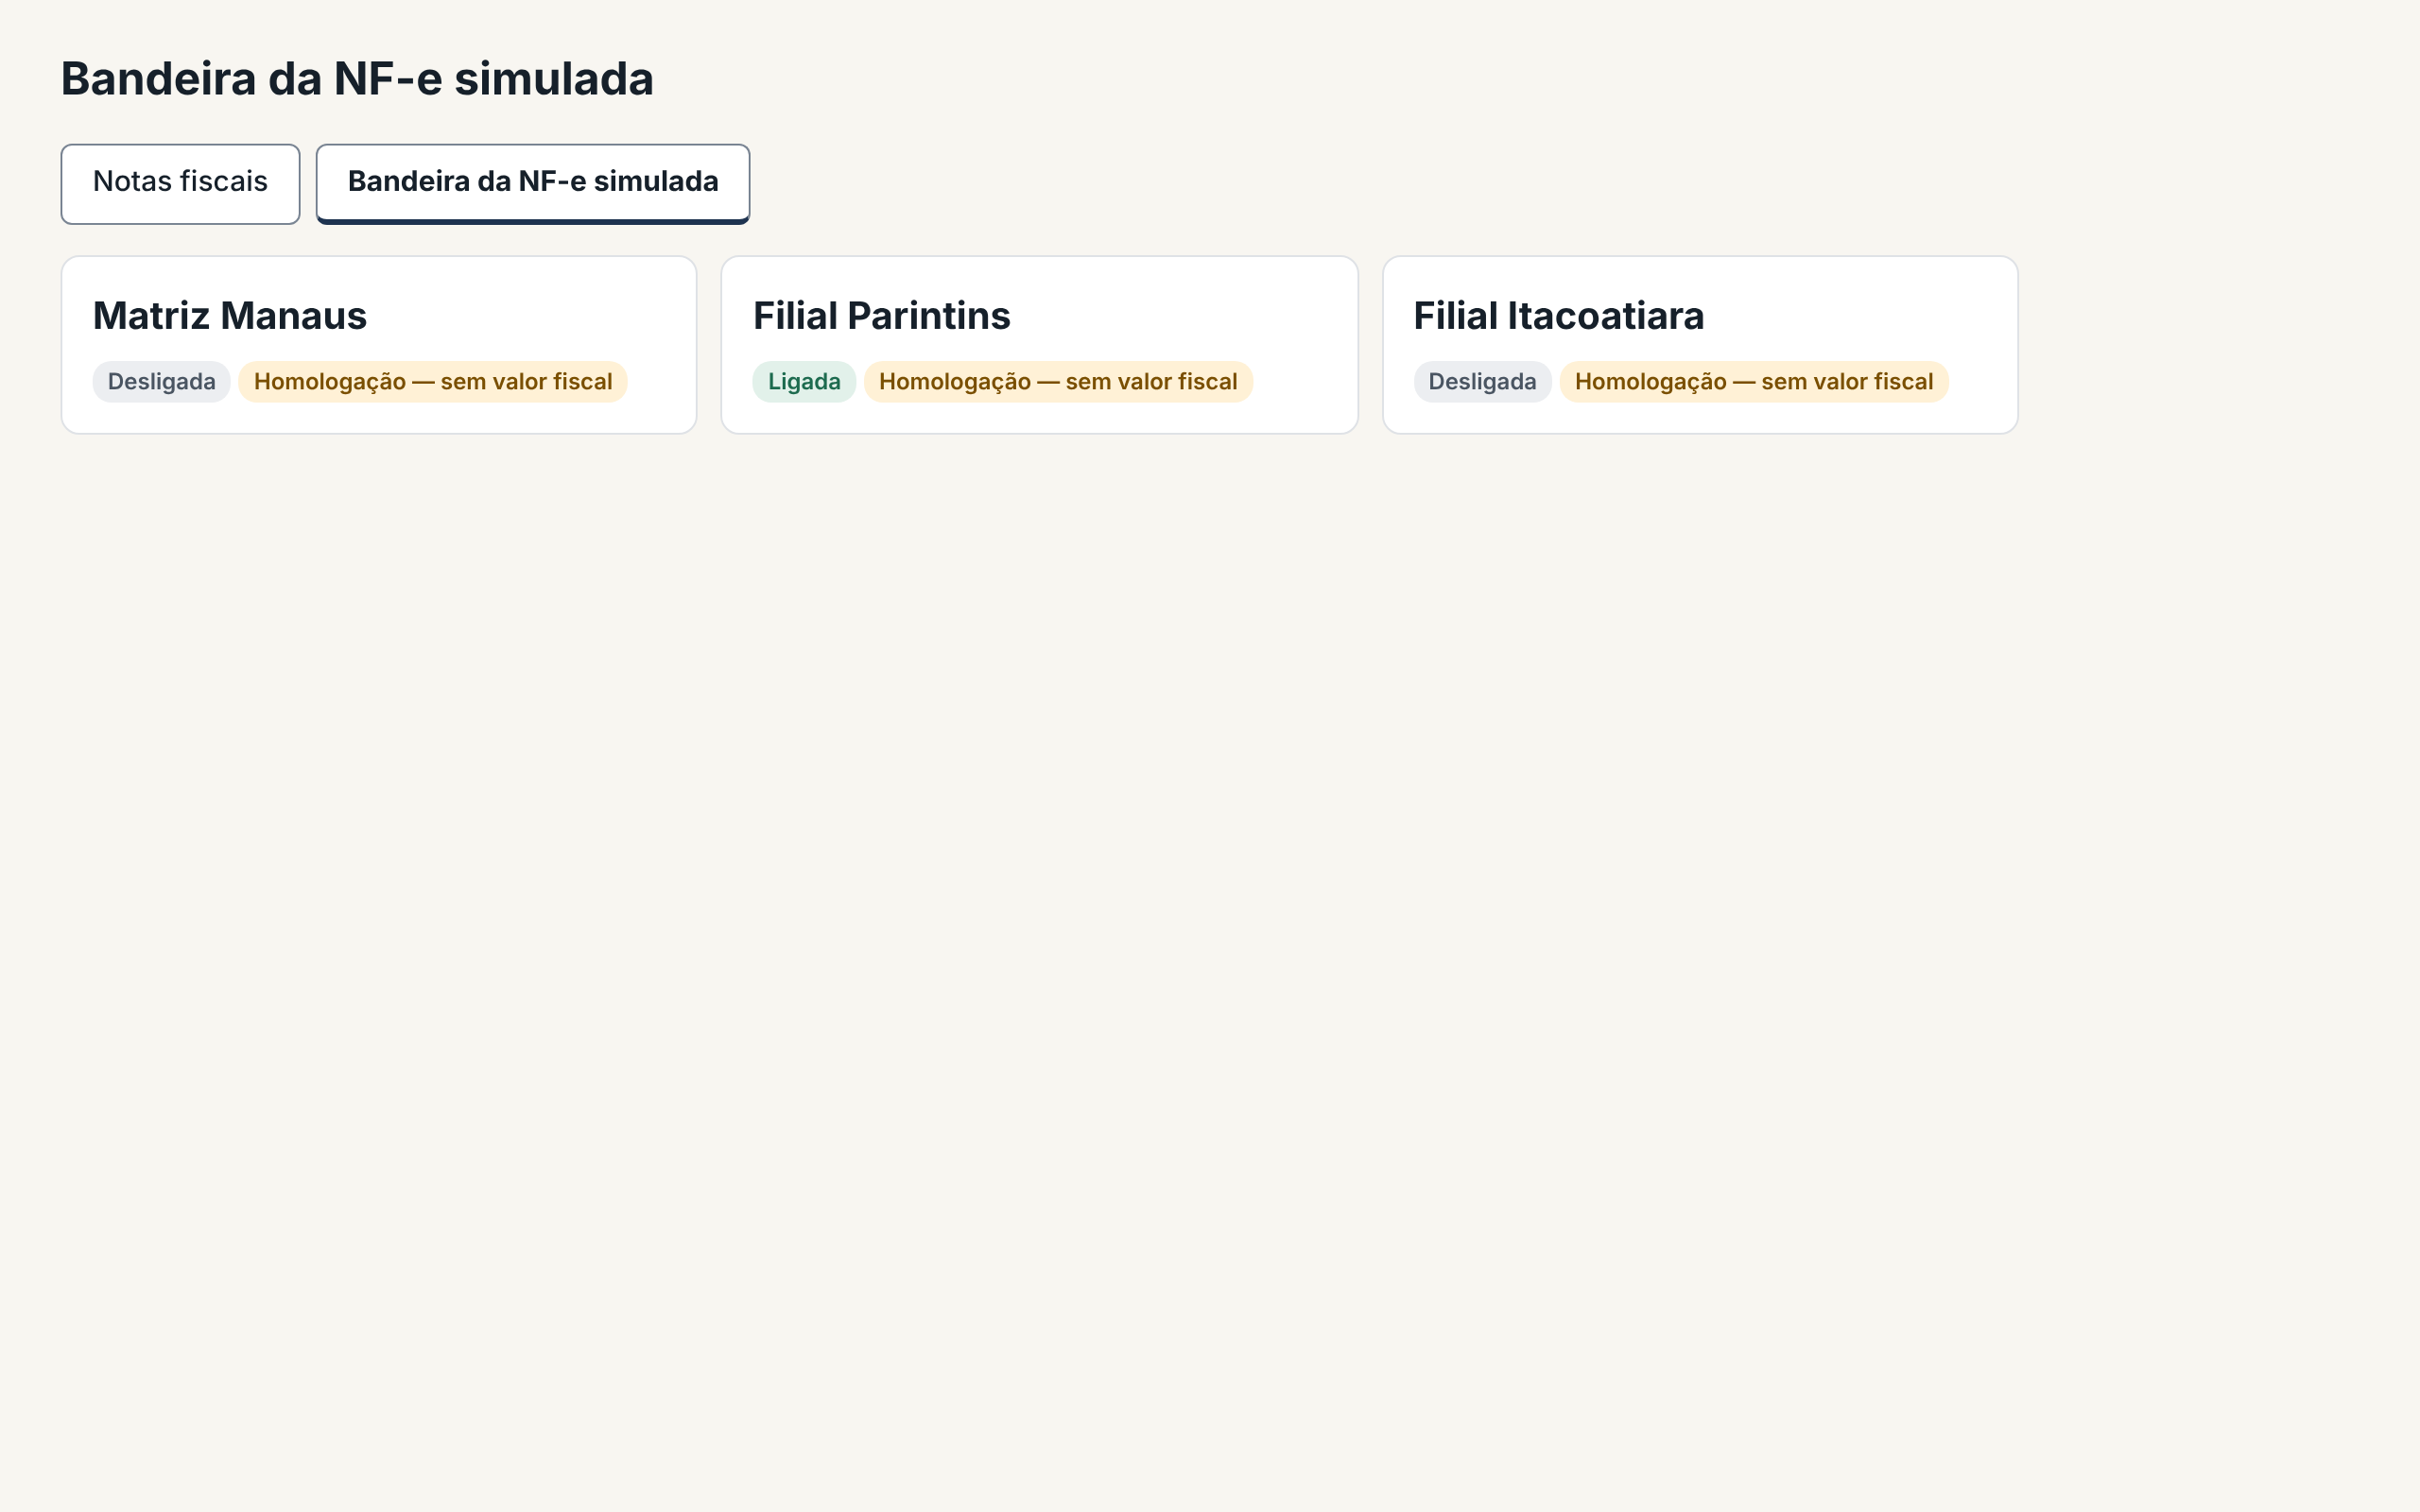 Bandeira da NF-e simulada
Notas fiscais
Bandeira da NF-e simulada
Matriz Manaus
Desligada Homologação — sem valor fiscal
Filial Parintins
Ligada Homologação — sem valor fiscal
Filial Itacoatiara
Desligada Homologação — sem valor fiscal